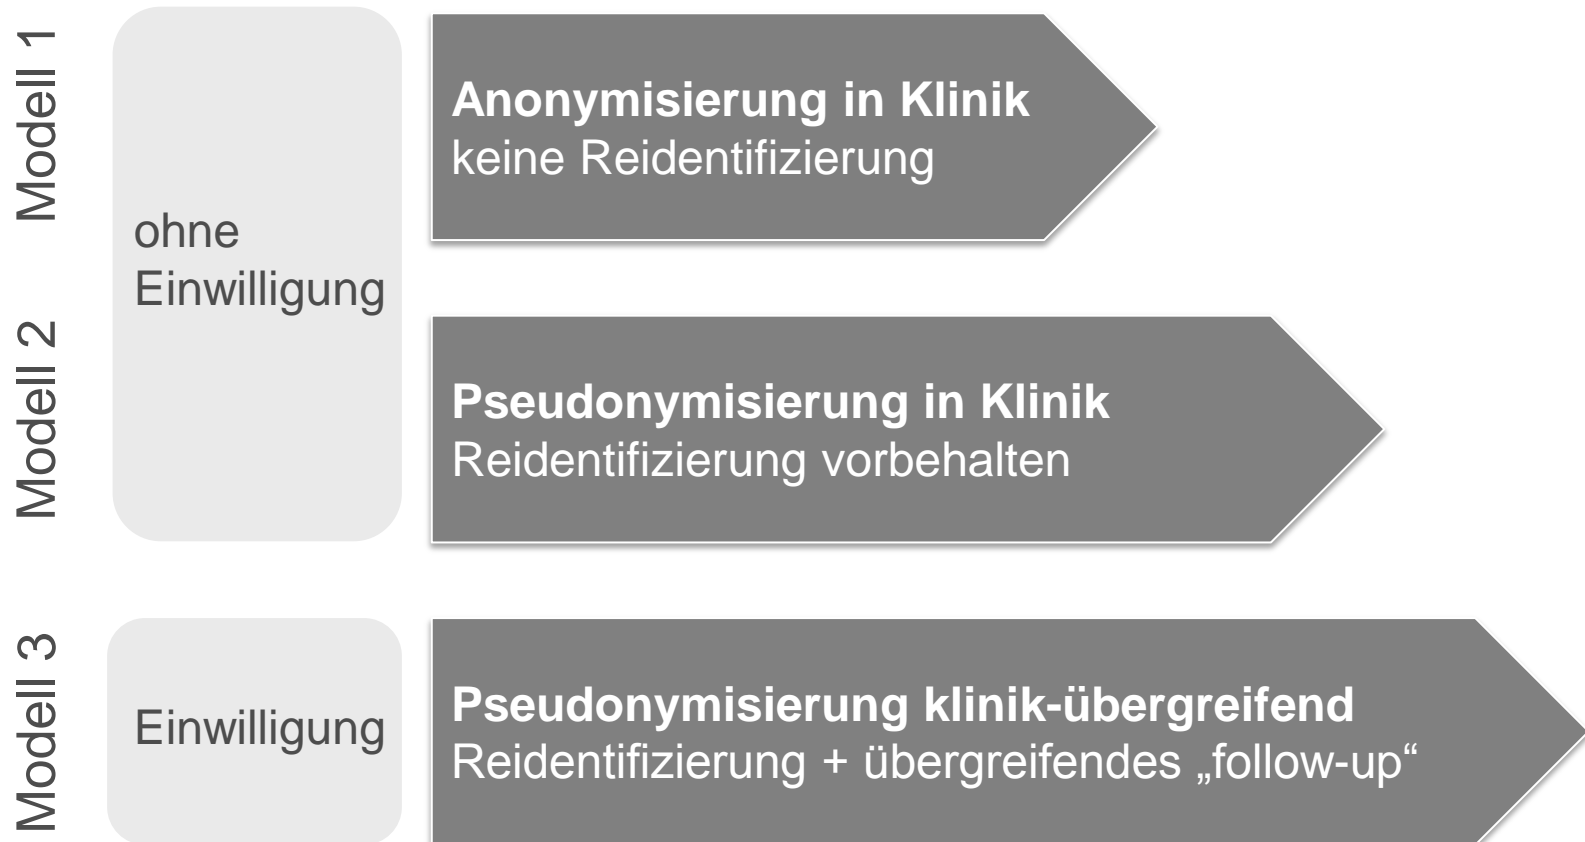 Modell 1
ohne
Einwilligung
Anonymisierung in Klinik
keine Reidentifizierung
Modell 2
Pseudonymisierung in Klinik
Reidentifizierung vorbehalten
Modell 3
Einwilligung
Pseudonymisierung klinik-übergreifend
Reidentifizierung + übergreifendes „follow-up“